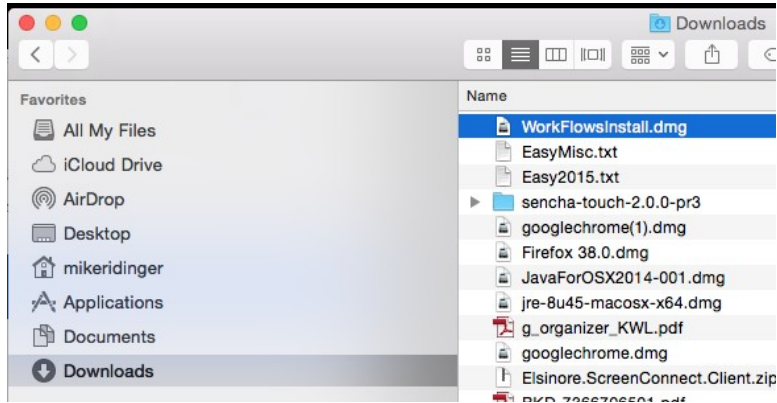 Downloads
Favorites
All My Files
iCloud Drive
AirDrop
Desktop
mikeridinger
Applications
Documents
Downloads
Name
WorkFlowsInstall.dmg
EasyMisc.txt
Easy2015.txt
sencha-touch-2.0.0-pr3
googlechrome(1).dmg
Firefox 38.0.dmg
JavaForOSX2014-001.dmg
jre-8u45-macosx-x64.dmg
g_organizer_KWL.pdf
googlechrome.dmg
Elsinore.ScreenConnect.Client.zip